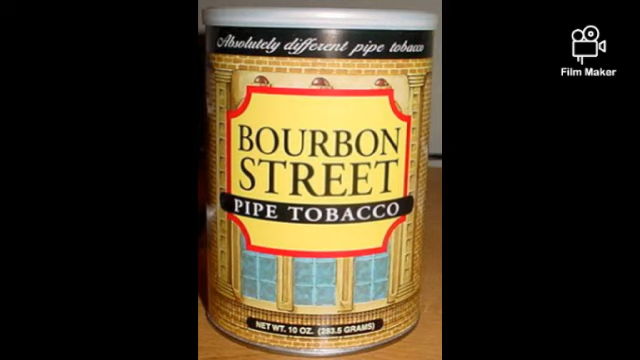 Absolutely different pipe tobacco
BOURBON
STREET
PIPE TOBACCO
NET WT. 10 OZ. (283.5 GRAMS)
Film Maker